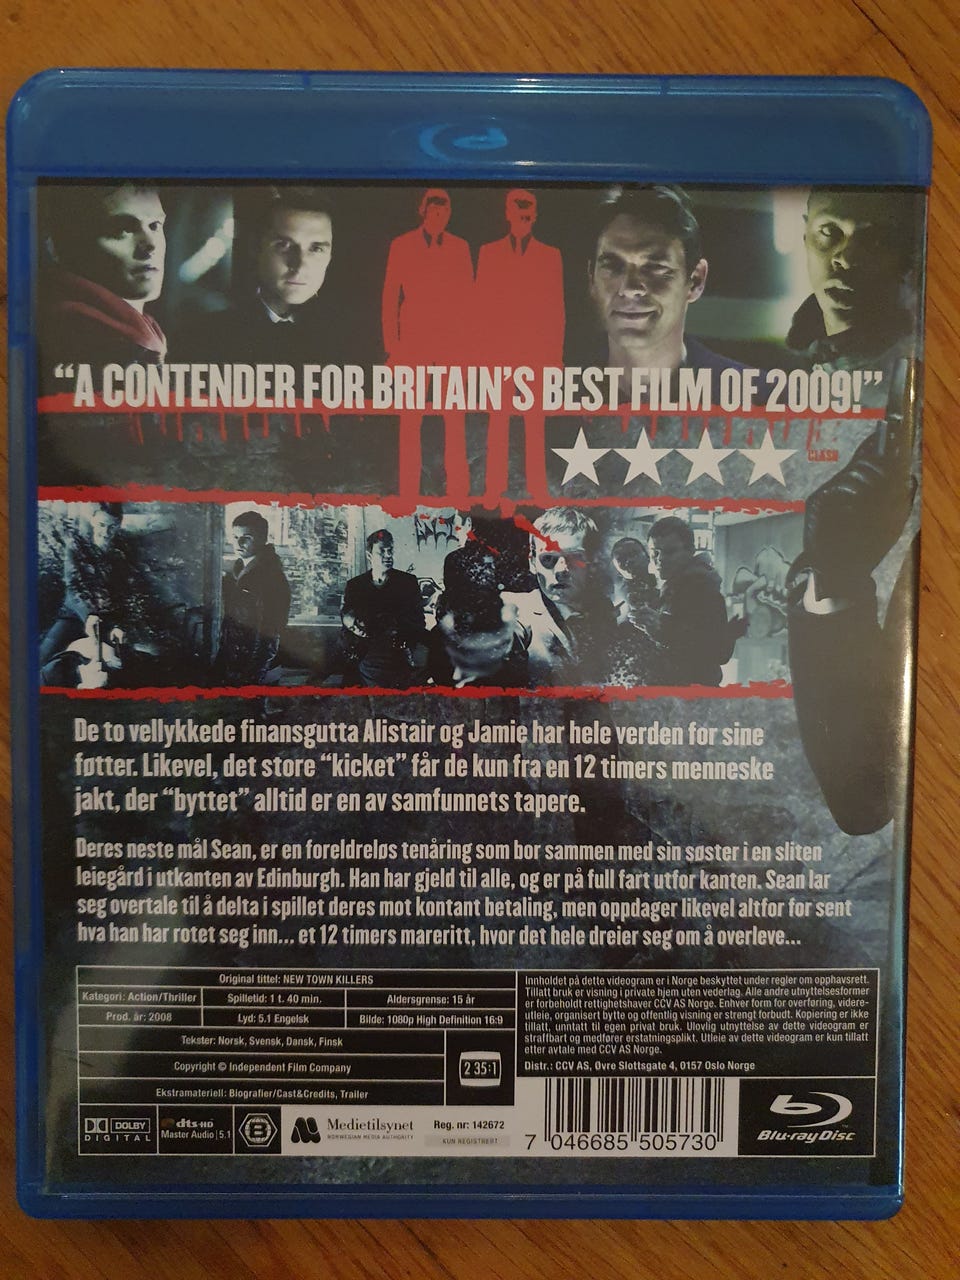 “A CONTENDER FOR BRITAIN'S BEST FILM OF 2009!”
CLASH
De to vellykkede finansgutta Alistair og Jamie har hele verden for sine
føtter. Likevel, det store “kicket” får de kun fra en 12 timers menneske
jakt, der “byttet” alltid er en av samfunnets tapere.
Deres neste mål Sean, er en foreldreløs tenåring som bor sammen med sin søster i en sliten
leiegård i utkanten av Edinburgh. Han har gjeld til alle, og er på full fart utfor kanten. Sean lar
seg overtale til å delta i spillet deres mot kontant betaling, men oppdager likevel altfor for sent
hva han har rotet seg inn... et 12 timers mareritt, hvor det hele dreier seg om å overleve...
Original tittel: NEW TOWN KILLERS
Kategori: Action/Thriller
Spilletid: 1 t. 40 min.
Aldersgrense: 15 år
Prod. år: 2008
Lyd: 5.1 Engelsk
Bilde: 1080p High Definition 16:9
Tekster: Norsk, Svensk, Dansk, Finsk
Copyright © Independent Film Company
Ekstramateriell: Biografier/Cast&Credits, Trailer
2 35:1
Innholdet på dette videogram er i Norge beskyttet under regler om opphavsrett.
Tillatt bruk er visning i private hjem uten vederlag. Alle andre utnyttelsesformer
er forbeholdt rettighetshaver CCV AS Norge. Enhver form for overføring, videre-
utleie, organisert bytte og offentlig visning er strengt forbudt. Kopiering er ikke
tillatt, unntatt til egen privat bruk. Ulovlig utnyttelse av dette videogram er
straffbart og medfører erstatningsplikt. Utleie av dette videogram er kun tillatt
etter avtale med CCV AS Norge.
Distr.: CCV AS, Øvre Slottsgate 4, 0157 Oslo Norge
DOLBY
DIGITAL
dts-HD
Master Audio 5.1
B
Medietilsynet
NORWEGIAN MEDIA AUTHORITY
Reg. nr: 142672
KUN REGISTRERT
7 046685 505730
Blu-ray Disc